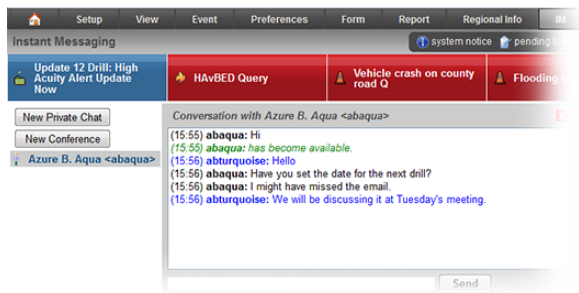 Setup View Event Preferences Form Report Regional Info IM
Instant Messaging system notice pending
Update 12 Drill: High
Acuity Alert Update
Now
HAvBED Query
Vehicle crash on county
road Q
Flooding
New Private Chat
New Conference
Azure B. Aqua <abaqua>
Conversation with Azure B. Aqua <abaqua>
(15:55) abaqua: Hi
(15:55) abaqua: has become available.
(15:56) abturquoise: Hello
(15:56) abaqua: Have you set the date for the next drill?
(15:56) abaqua: I might have missed the email.
(15:56) abturquoise: We will be discussing it at Tuesday's meeting.
Send